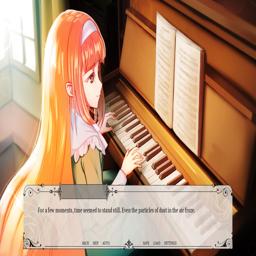 For a few moments, time seemed to stand still. Even the particles of dust in the air froze.
BACK SKIP AUTO SAVE LOAD SETTINGS